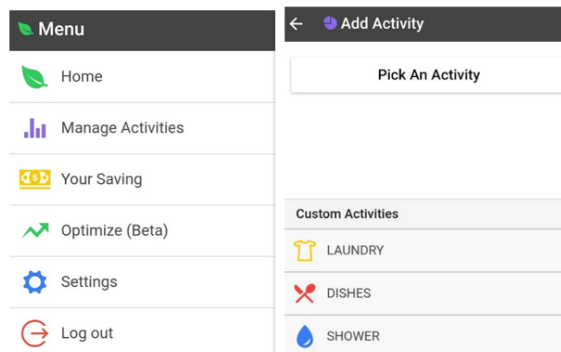 Menu
Home
Manage Activities
Your Saving
Optimize (Beta)
Settings
Log out
Add Activity
Pick An Activity
Custom Activities
LAUNDRY
DISHES
SHOWER